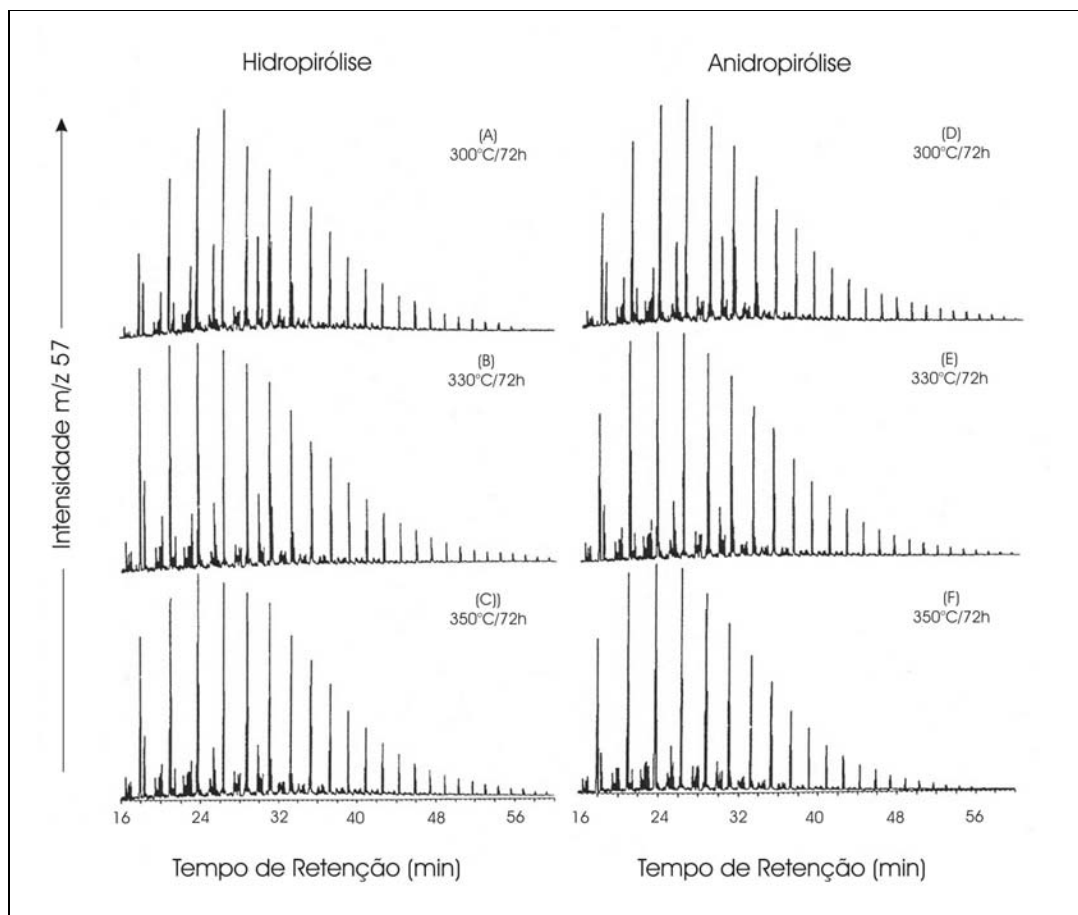 Hidropirólise
Anidropirólise
Intensidade m/z 57
(A)
300°C/72h
(D)
300°C/72h
(B)
330°C/72h
(E)
330°C/72h
(C))
350°C/72h
(F)
350°C/72h
16 24 32 40 48 56
16 24 32 40 48 56
Tempo de Retenção (min)
Tempo de Retenção (min)